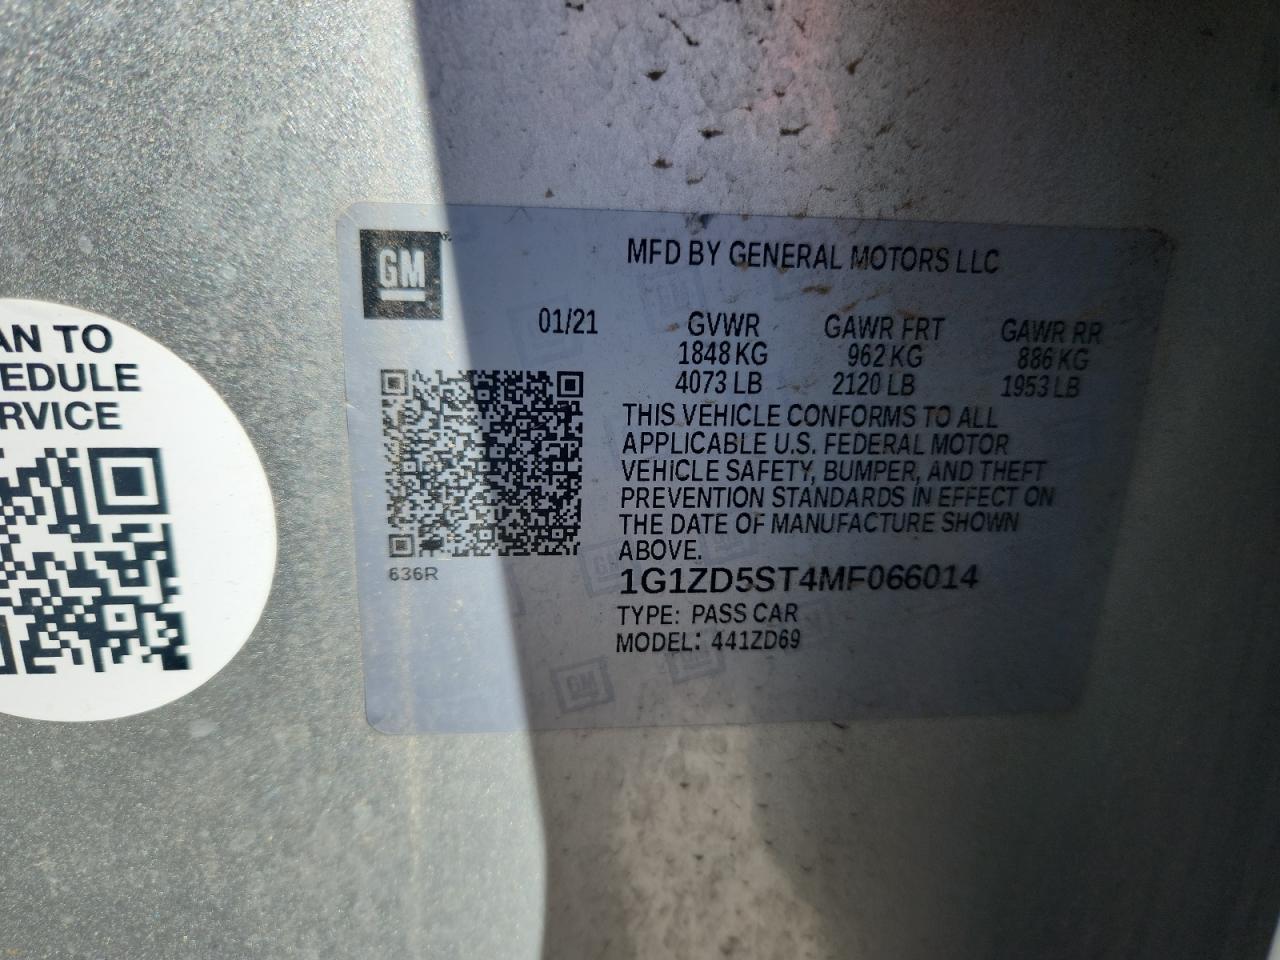 AN TO
EDULE
RVICE
GM
MFD BY GENERAL MOTORS LLC
01/21
GVWR
1848 KG
4073 LB
GAWR FRT
962 KG
2120 LB
GAWR RR
886 KG
1953 LB
THIS VEHICLE CONFORMS TO ALL
APPLICABLE U.S. FEDERAL MOTOR
VEHICLE SAFETY, BUMPER, AND THEFT
PREVENTION STANDARDS IN EFFECT ON
THE DATE OF MANUFACTURE SHOWN
ABOVE.
636R
1G1ZD5ST4MF066014
TYPE: PASS CAR
MODEL: 441ZD69
GM